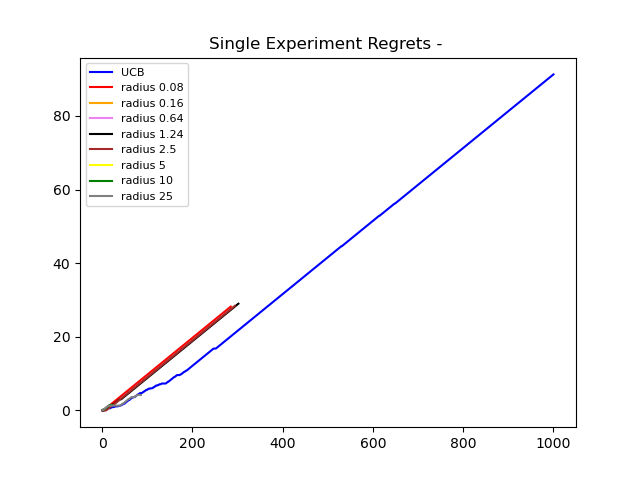 Single Experiment Regrets -
UCB
radius 0.08
radius 0.16
radius 0.64
radius 1.24
radius 2.5
radius 5
radius 10
radius 25
80
60
40
20
0
0 200 400 600 800 1000